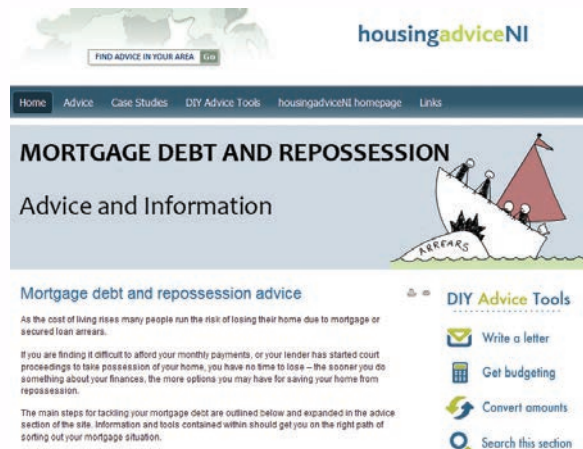 housingadviceNI
FIND ADVICE IN YOUR AREA Go
Home Advice Case Studies DIY Advice Tools housingadviceNI homepage Links
MORTGAGE DEBT AND REPOSSESSION
Advice and Information
ARREARS
Mortgage debt and repossession advice
As the cost of living rises many people run the risk of losing their home due to mortgage or
secured loan arrears.
If you are finding it difficult to afford your monthly payments, or your lender has started court
proceedings to take possession of your home, you have no time to lose – the sooner you do
something about your finances, the more options you may have for saving your home from
repossession.
The main steps for tackling your mortgage debt are outlined below and expanded in the advice
section of the site. Information and tools contained within should get you on the right path of
sorting out your mortgage situation.
DIY Advice Tools
Write a letter
Get budgeting
Convert amounts
Search this section